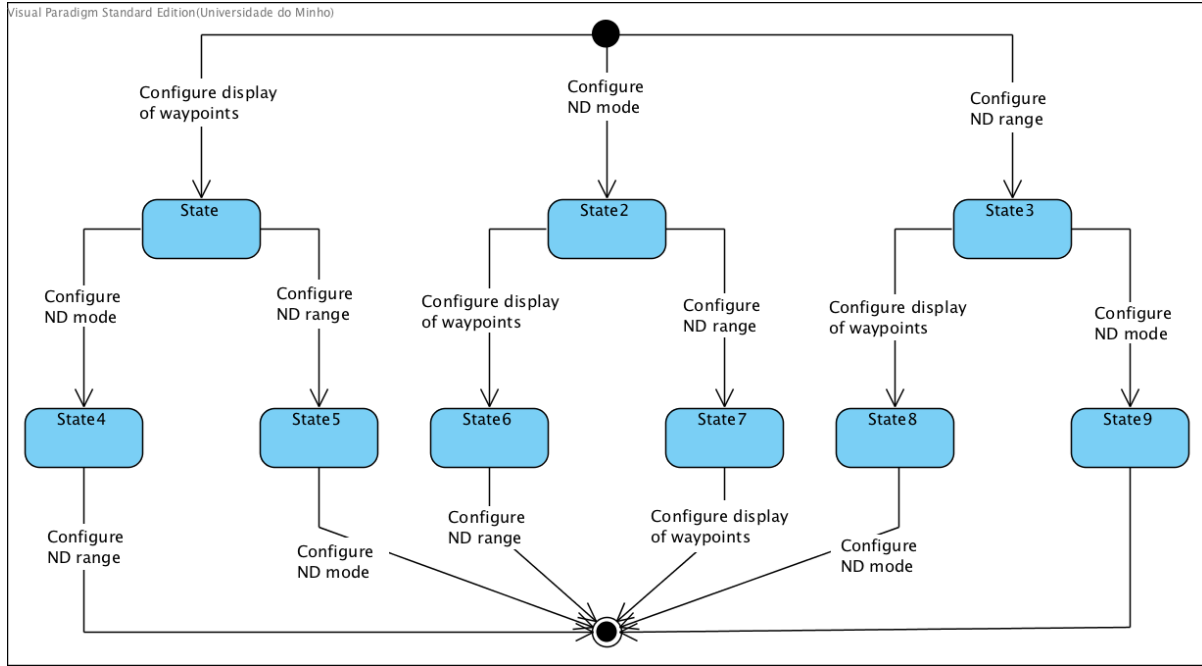 Visual Paradigm Standard Edition(Universidade do Minho)
Configure display
of waypoints
Configure
ND mode
Configure
ND range
State
State2
State3
Configure
ND mode
Configure
ND range
Configure display
of waypoints
Configure
ND range
Configure display
of waypoints
Configure
ND mode
State4
State5
State6
State7
State8
State9
Configure
ND range
Configure
ND mode
Configure
ND range
Configure display
of waypoints
Configure
ND mode